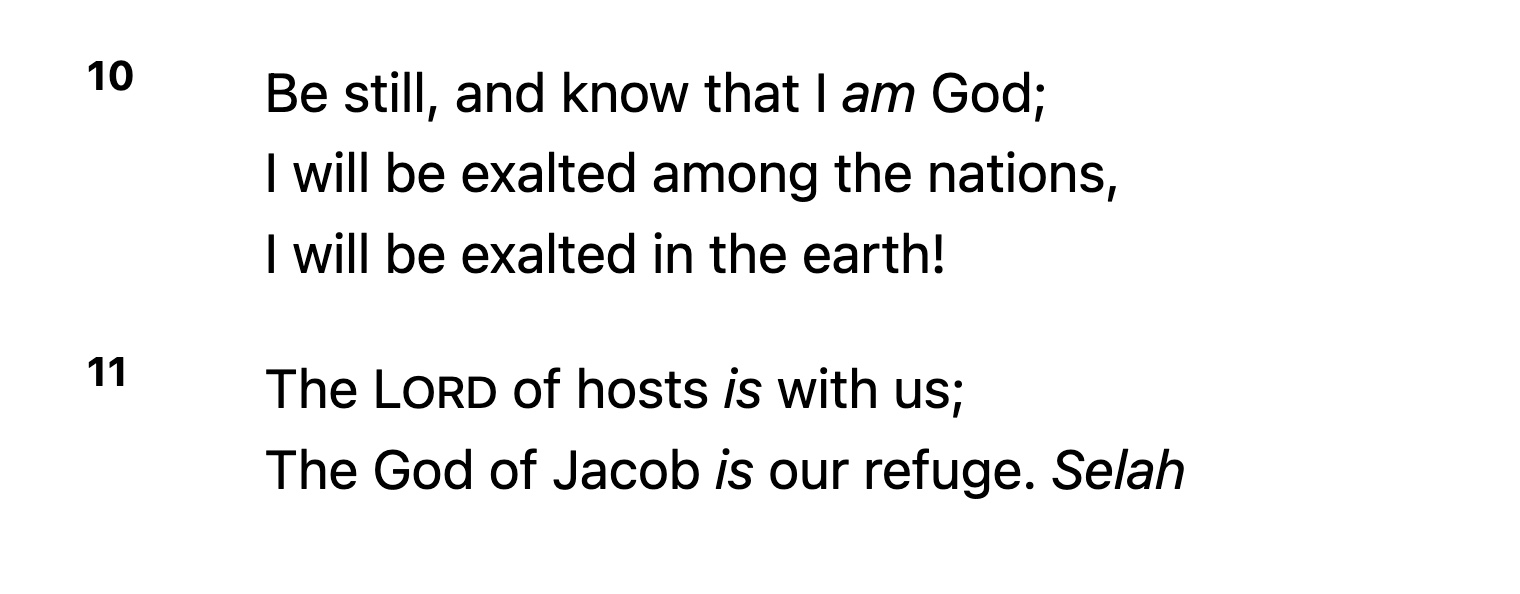 10 Be still, and know that I am God;
I will be exalted among the nations,
I will be exalted in the earth!
11 The LORD of hosts is with us;
The God of Jacob is our refuge. Selah